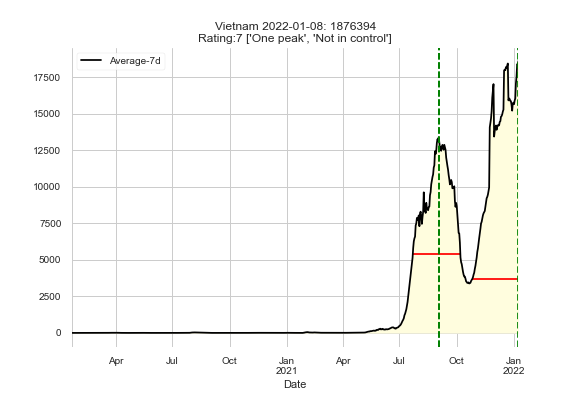 Vietnam 2022-01-08: 1876394
Rating:7 ['One peak', 'Not in control']
Average-7d
17500
15000
12500
10000
7500
5000
2500
0
Apr
Jul
Oct
Jan
2021
Apr
Jul
Oct
Jan
2022
Date